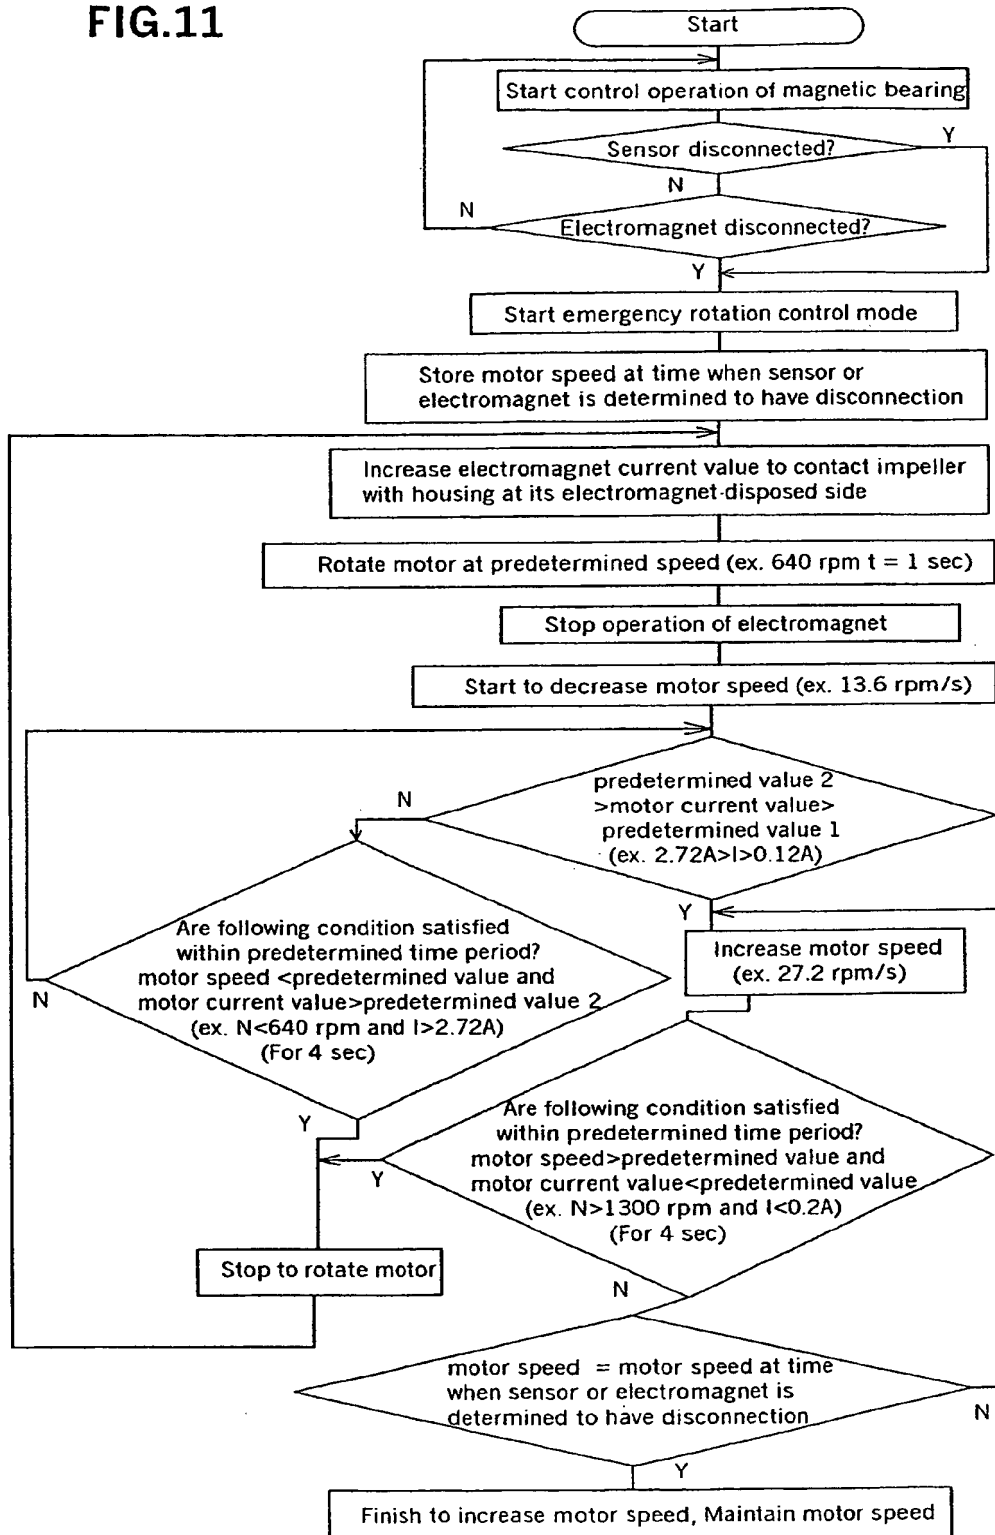 FIG.11
Start
Start control operation of magnetic bearing
Sensor disconnected?
Y
N
Electromagnet disconnected?
N
Y
Start emergency rotation control mode
Store motor speed at time when sensor or
electromagnet is determined to have disconnection
Increase electromagnet current value to contact impeller
with housing at its electromagnet-disposed side
Rotate motor at predetermined speed (ex. 640 rpm t = 1 sec)
Stop operation of electromagnet
Start to decrease motor speed (ex. 13.6 rpm/s)
predetermined value 2
>motor current value>
predetermined value 1
(ex. 2.72A>I>0.12A)
N
Y
Are following condition satisfied
within predetermined time period?
motor speed <predetermined value and
motor current value>predetermined value 2
(ex. N<640 rpm and I>2.72A)
(For 4 sec)
N
Y
Increase motor speed
(ex. 27.2 rpm/s)
Are following condition satisfied
within predetermined time period?
motor speed>predetermined value and
motor current value<predetermined value
(ex. N>1300 rpm and I<0.2A)
(For 4 sec)
Y
N
Stop to rotate motor
motor speed = motor speed at time
when sensor or electromagnet is
determined to have disconnection
N
Y
Finish to increase motor speed, Maintain motor speed